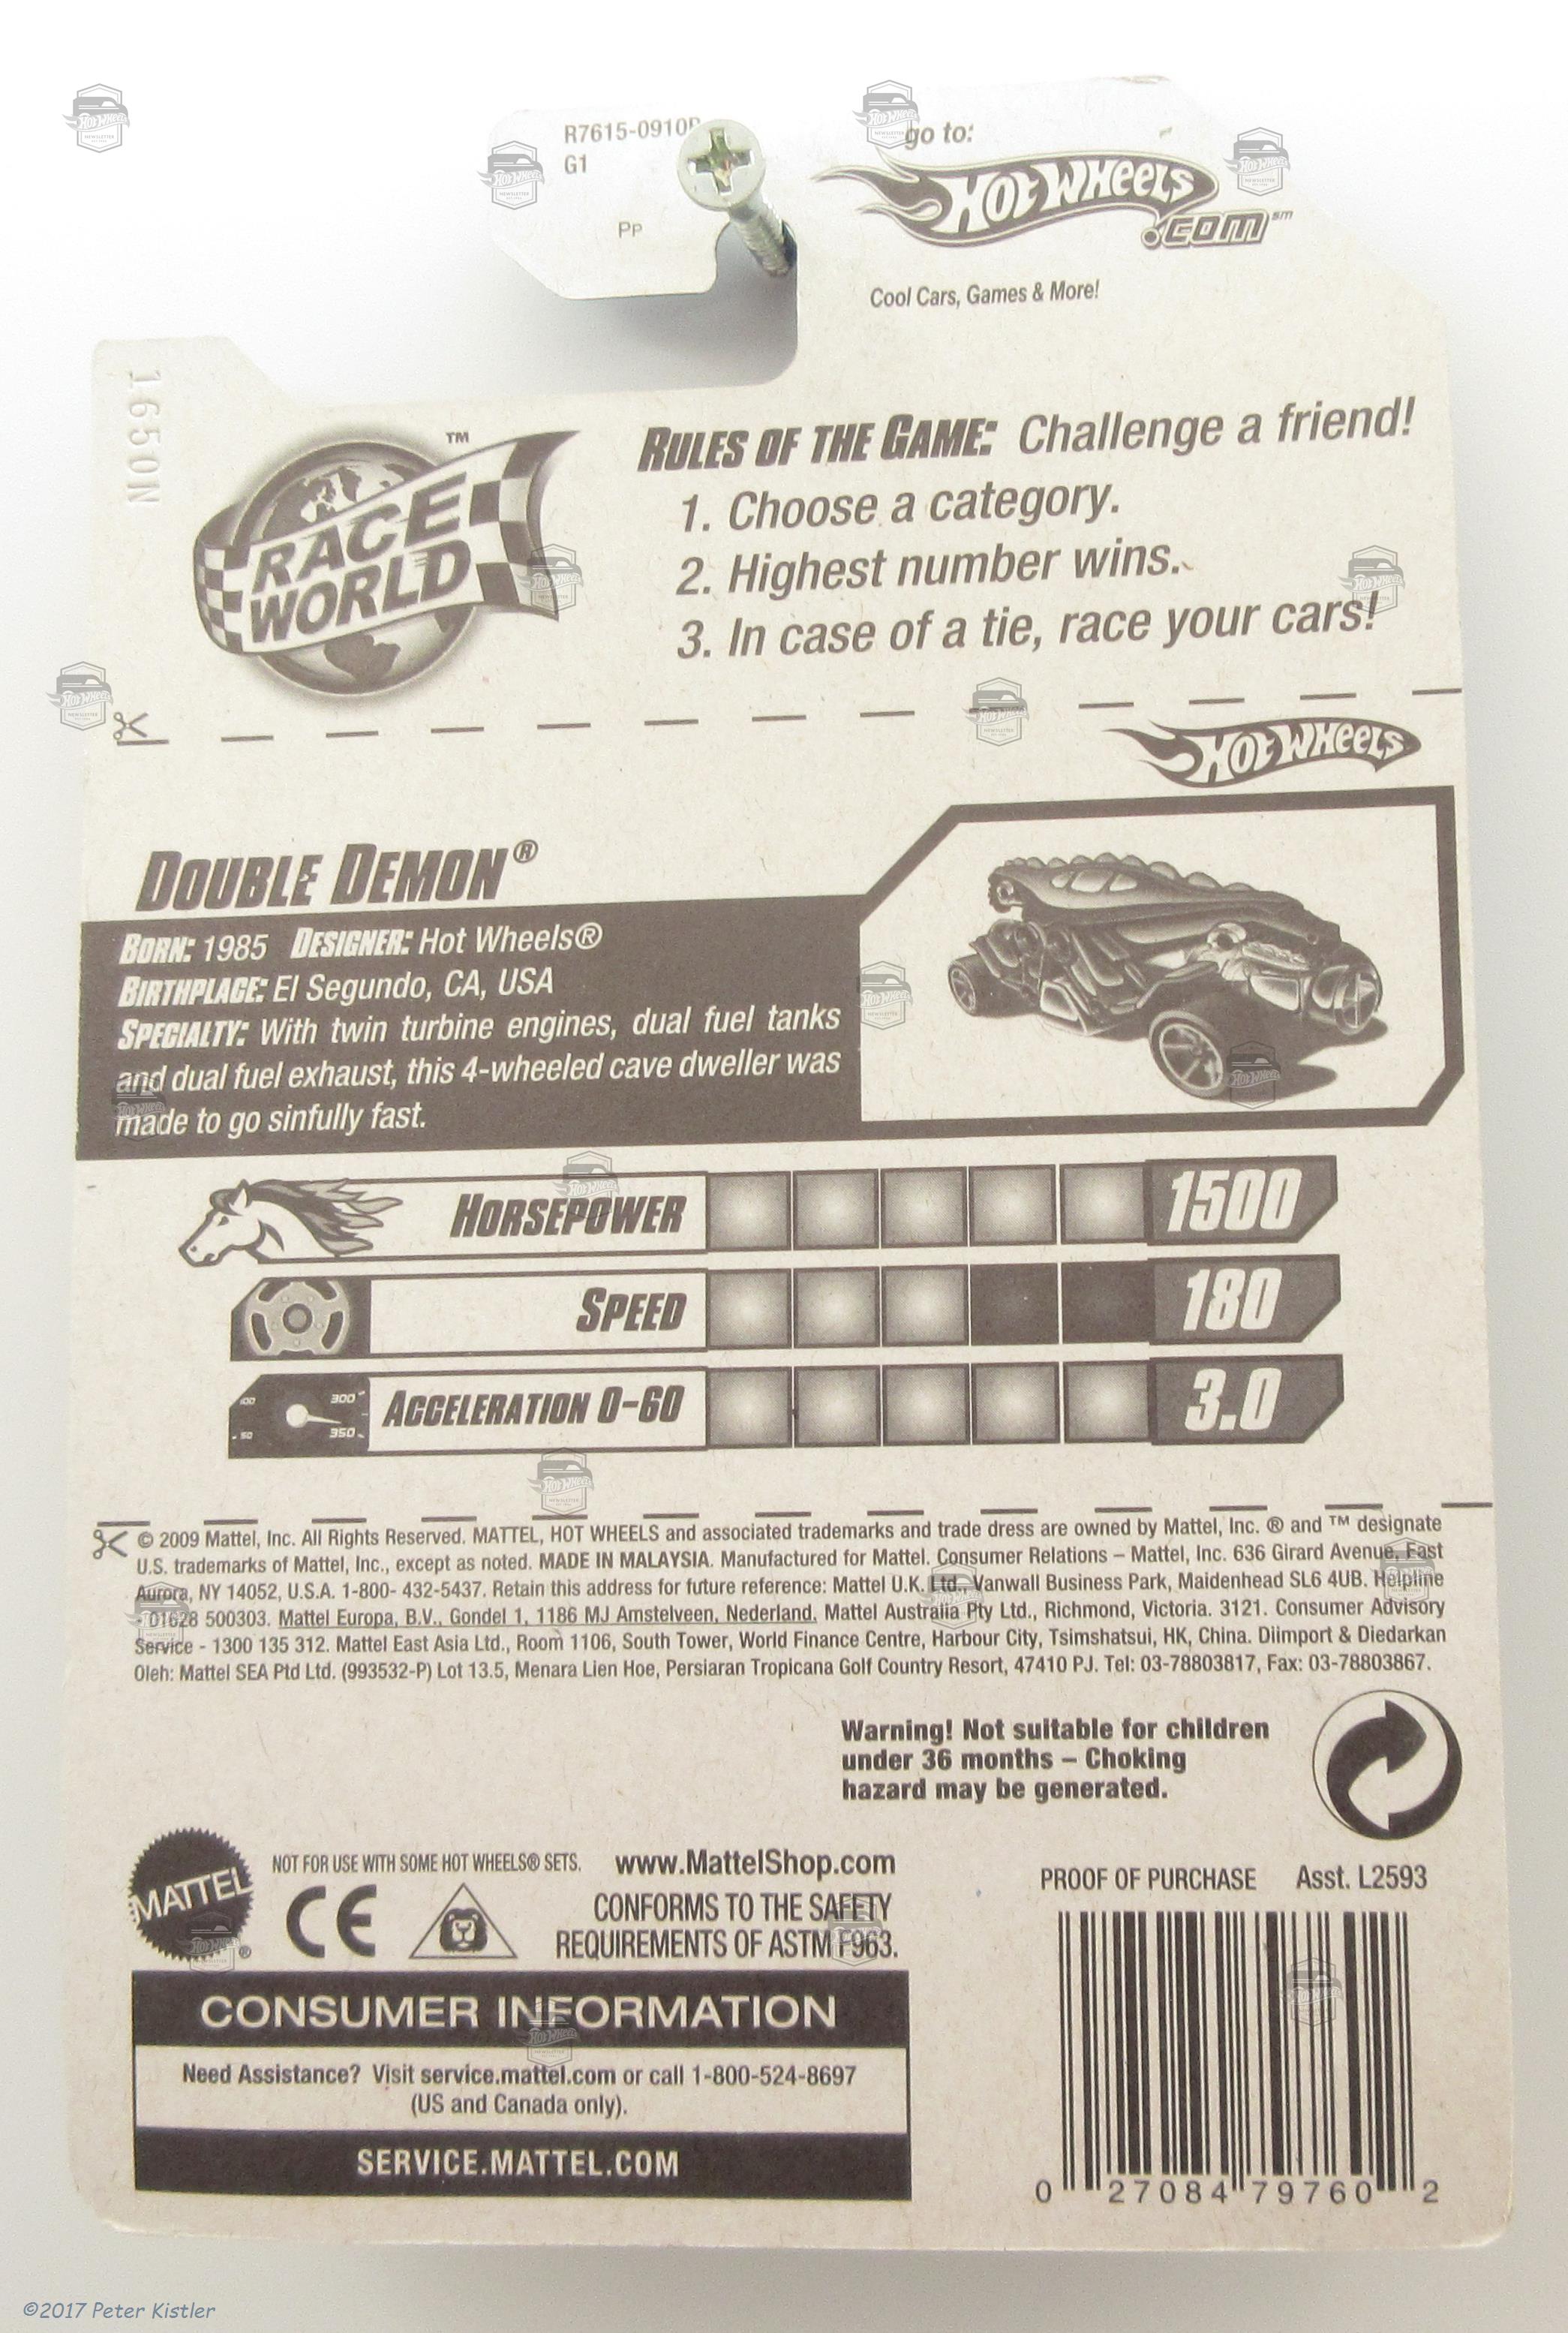 R7615-0910
G1
Pp
go to:
Hot Wheels
.com℠
Cool Cars, Games & More!
1650N
RACE WORLD™
RULES OF THE GAME: Challenge a friend!
1. Choose a category.
2. Highest number wins.
3. In case of a tie, race your cars!
Hot Wheels
DOUBLE DEMON®
BORN: 1985 DESIGNER: Hot Wheels®
BIRTHPLACE: El Segundo, CA, USA
SPECIALTY: With twin turbine engines, dual fuel tanks
and dual fuel exhaust, this 4-wheeled cave dweller was
made to go sinfully fast.
HORSEPOWER 1500
SPEED 180
100 300
50 350
ACCELERATION 0-60 3.0
© 2009 Mattel, Inc. All Rights Reserved. MATTEL, HOT WHEELS and associated trademarks and trade dress are owned by Mattel, Inc. ® and ™ designate
U.S. trademarks of Mattel, Inc., except as noted. MADE IN MALAYSIA. Manufactured for Mattel. Consumer Relations – Mattel, Inc. 636 Girard Avenue, East
Aurora, NY 14052, U.S.A. 1-800- 432-5437. Retain this address for future reference: Mattel U.K. Ltd., Vanwall Business Park, Maidenhead SL6 4UB. Helpline
- 01628 500303. Mattel Europa, B.V., Gondel 1, 1186 MJ Amstelveen, Nederland. Mattel Australia Pty Ltd., Richmond, Victoria. 3121. Consumer Advisory
Service - 1300 135 312. Mattel East Asia Ltd., Room 1106, South Tower, World Finance Centre, Harbour City, Tsimshatsui, HK, China. Diimport & Diedarkan
Oleh: Mattel SEA Ptd Ltd. (993532-P) Lot 13.5, Menara Lien Hoe, Persiaran Tropicana Golf Country Resort, 47410 PJ. Tel: 03-78803817, Fax: 03-78803867.
Warning! Not suitable for children
under 36 months – Choking
hazard may be generated.
MATTEL®
NOT FOR USE WITH SOME HOT WHEELS® SETS. www.MattelShop.com
CE
CONFORMS TO THE SAFETY
REQUIREMENTS OF ASTM F963.
PROOF OF PURCHASE Asst. L2593
CONSUMER INFORMATION
Need Assistance? Visit service.mattel.com or call 1-800-524-8697
(US and Canada only).
SERVICE.MATTEL.COM
0 27084 79760 2
©2017 Peter Kistler